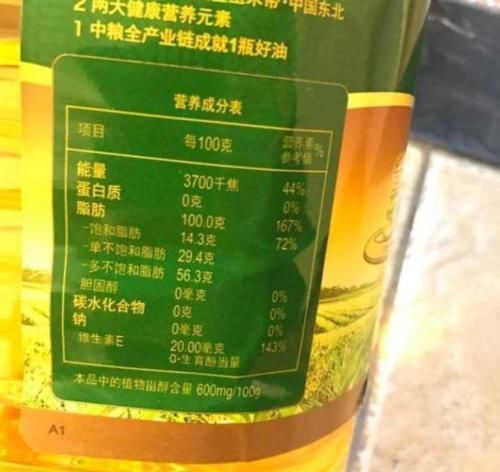 玉米带·中国东北
2 两大健康营养元素
1 中粮全产业链成就1瓶好油
营养成分表
项目 每100克 营养素参考值%
能量 3700千焦 44%
蛋白质 0克 0%
脂肪 100.0克 167%
-饱和脂肪 14.3克 72%
-单不饱和脂肪 29.4克
-多不饱和脂肪 56.3克
胆固醇 0毫克 0%
碳水化合物 0克 0%
钠 0毫克 0%
维生素E 20.00毫克 143%
α-生育酚当量
本品中的植物甾醇含量 600mg/100g
A1